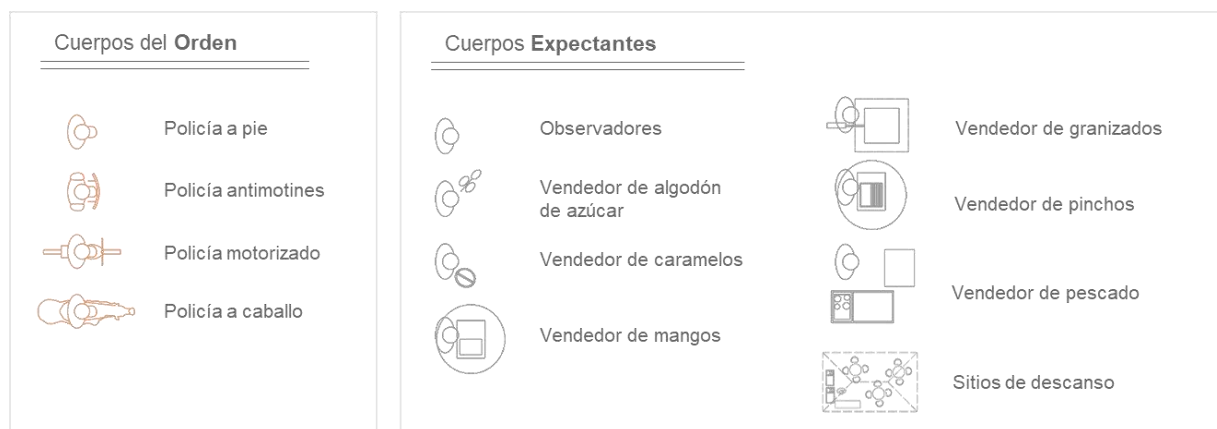 Cuerpos del Orden
Policía a pie
Policía antimotines
Policía motorizado
Policía a caballo
Cuerpos Expectantes
Observadores
Vendedor de algodón
de azúcar
Vendedor de caramelos
Vendedor de mangos
Vendedor de granizados
Vendedor de pinchos
Vendedor de pescado
Sitios de descanso